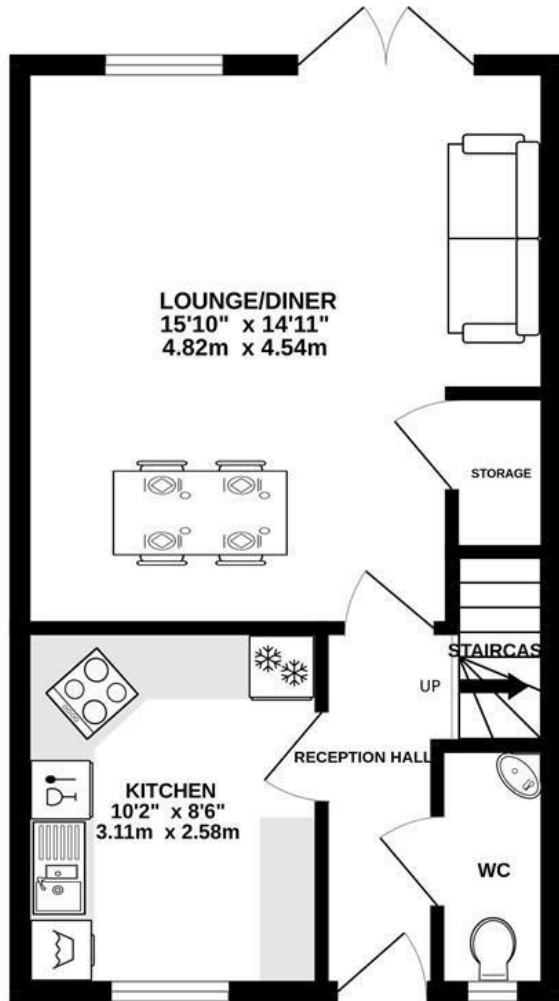 LOUNGE/DINER
15'10" x 14'11"
4.82m x 4.54m
STORAGE
STAIRCAS
UP
RECEPTION HALL
KITCHEN
10'2" x 8'6"
3.11m x 2.58m
WC